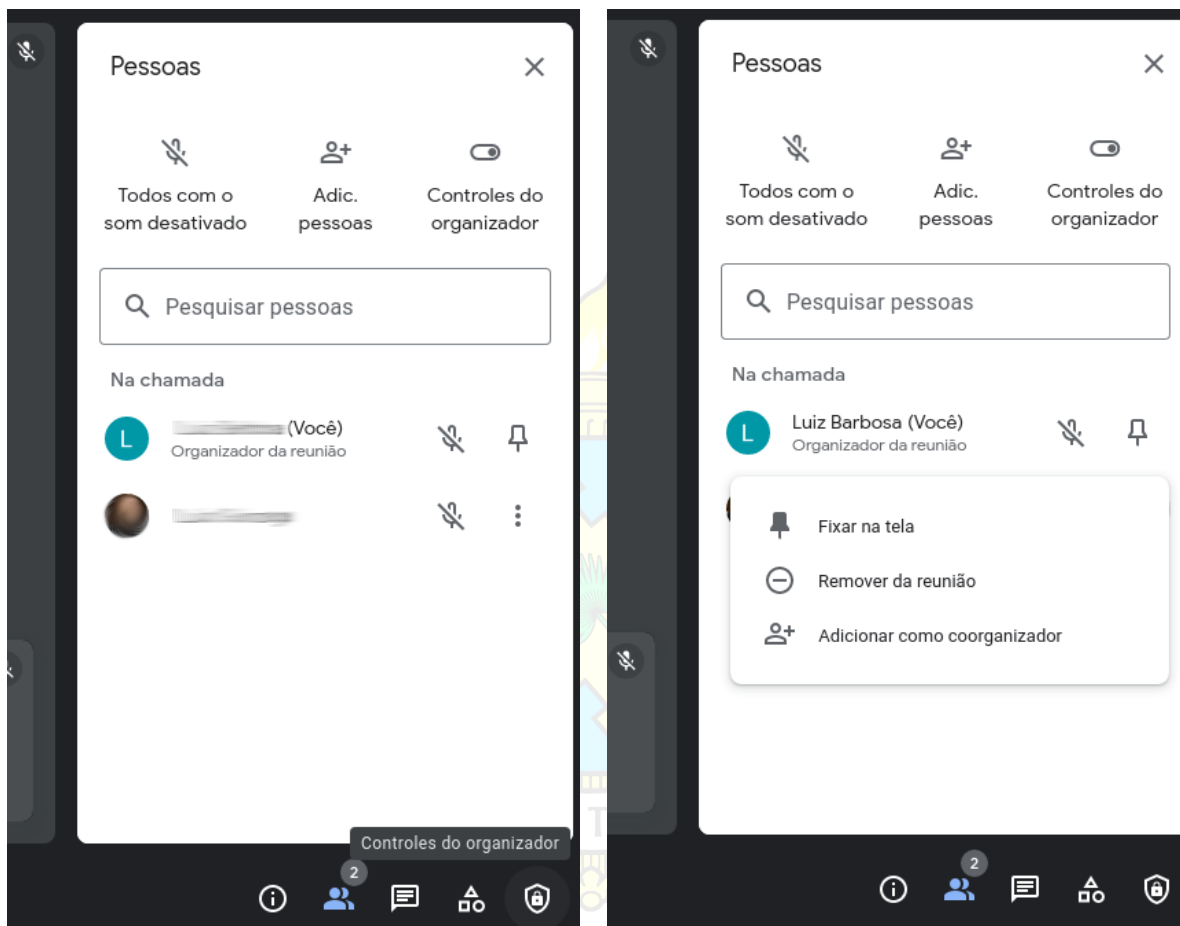 Pessoas
Todos com o
som desativado
Adic.
pessoas
Controles do
organizador
Pesquisar pessoas
Na chamada
L
(Você)
Organizador da reunião
Controles do organizador
2
Pessoas
Todos com o
som desativado
Adic.
pessoas
Controles do
organizador
Pesquisar pessoas
Na chamada
L
Luiz Barbosa (Você)
Organizador da reunião
Fixar na tela
Remover da reunião
Adicionar como coorganizador
2